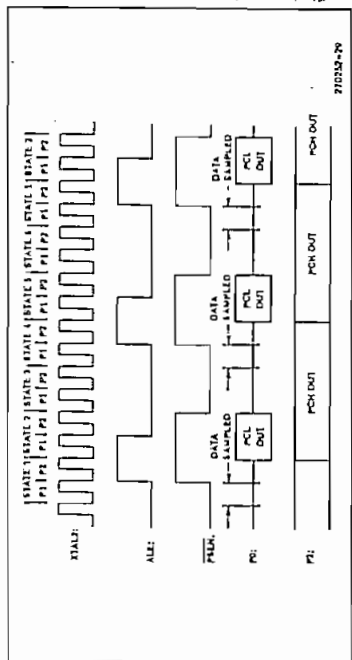 STATE 1 STATE 2 STATE 3 STATE 4 STATE 5 STATE 6 STATE 1 STATE 2
P1 P2 P1 P2 P1 P2 P1 P2 P1 P2 P1 P2 P1 P2 P1 P2
XTAL2:
ALE:
PSEN:
DATA SAMPLED
DATA SAMPLED
DATA SAMPLED
P0:
PCL OUT
PCL OUT
PCL OUT
P2:
PCH OUT
PCH OUT
PCH OUT
270252-29